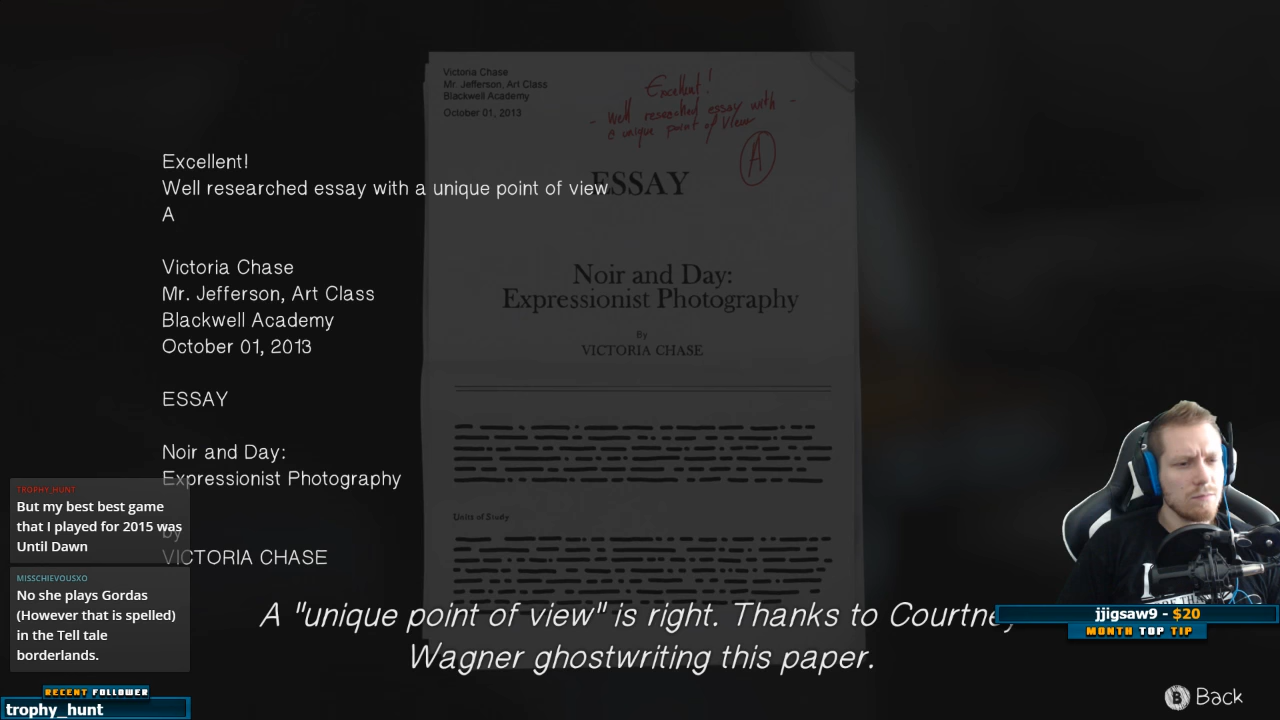 Victoria Chase
Mr. Jefferson, Art Class
Blackwell Academy
October 01, 2013
Excellent!
- Well researched essay with -
a unique point of View
A
ESSAY
Noir and Day:
Expressionist Photography
By
VICTORIA CHASE
Units of Study
Excellent!
Well researched essay with a unique point of view
A
Victoria Chase
Mr. Jefferson, Art Class
Blackwell Academy
October 01, 2013
ESSAY
Noir and Day:
Expressionist Photography
by
VICTORIA CHASE
TROPHY_HUNT
But my best best game
that I played for 2015 was
Until Dawn
MISSCHIEVOUSXO
No she plays Gordas
(However that is spelled)
in the Tell tale
borderlands.
A "unique point of view" is right. Thanks to Courtney
Wagner ghostwriting this paper.
jjigsaw9 - $20
MONTH TOP TIP
RECENT FOLLOWER
trophy_hunt
B Back